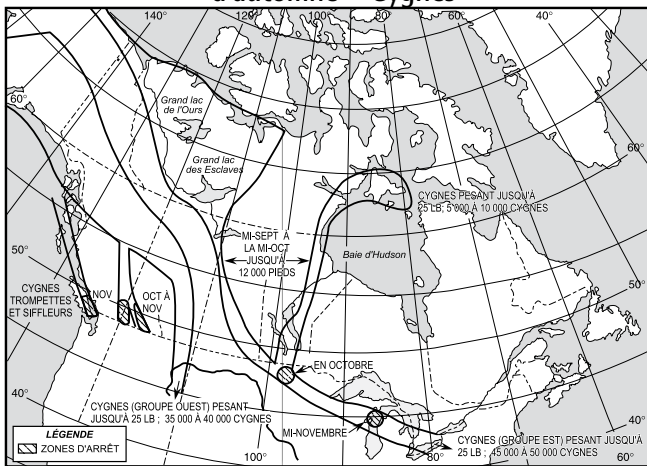 d'automne – Cygnes
140°
120°
100°
80°
60°
40°
60°
Grand lac
de l'Ours
Grand lac
des Esclaves
60°
CYGNES PESANT JUSQU'À
25 LB; 5 000 À 10 000 CYGNES
MI-SEPT À
LA MI-OCT
JUSQU'À
12 000 PIEDS
Baie d'Hudson
50°
50°
CYGNES
TROMPETTES
ET SIFFLEURS
NOV
OCT À
NOV
EN OCTOBRE
40°
40°
CYGNES (GROUPE OUEST) PESANT
JUSQU'À 25 LB ; 35 000 À 40 000 CYGNES
MI-NOVEMBRE
LÉGENDE
ZONES D'ARRÊT
CYGNES (GROUPE EST) PESANT JUSQU'À
25 LB ; 45 000 À 50 000 CYGNES
100°
80°
60°